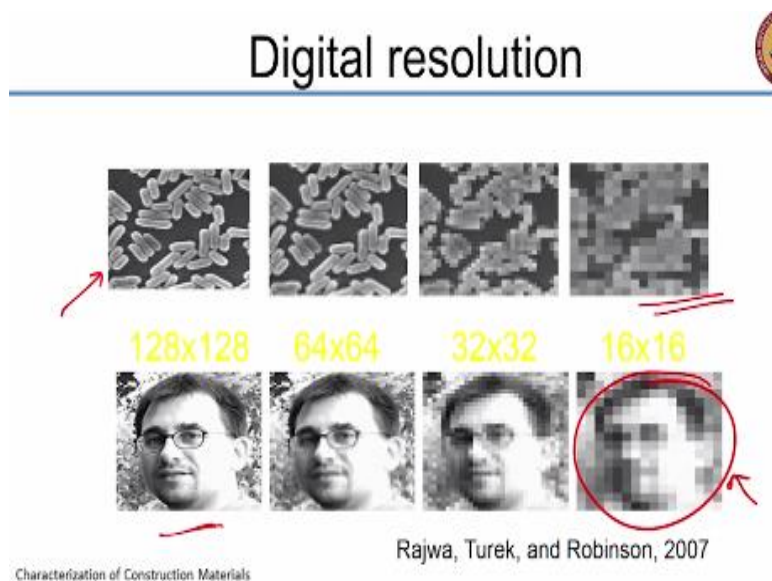 Digital resolution
128x128 64x64 32x32 16x16
Rajwa, Turek, and Robinson, 2007
Characterization of Construction Materials